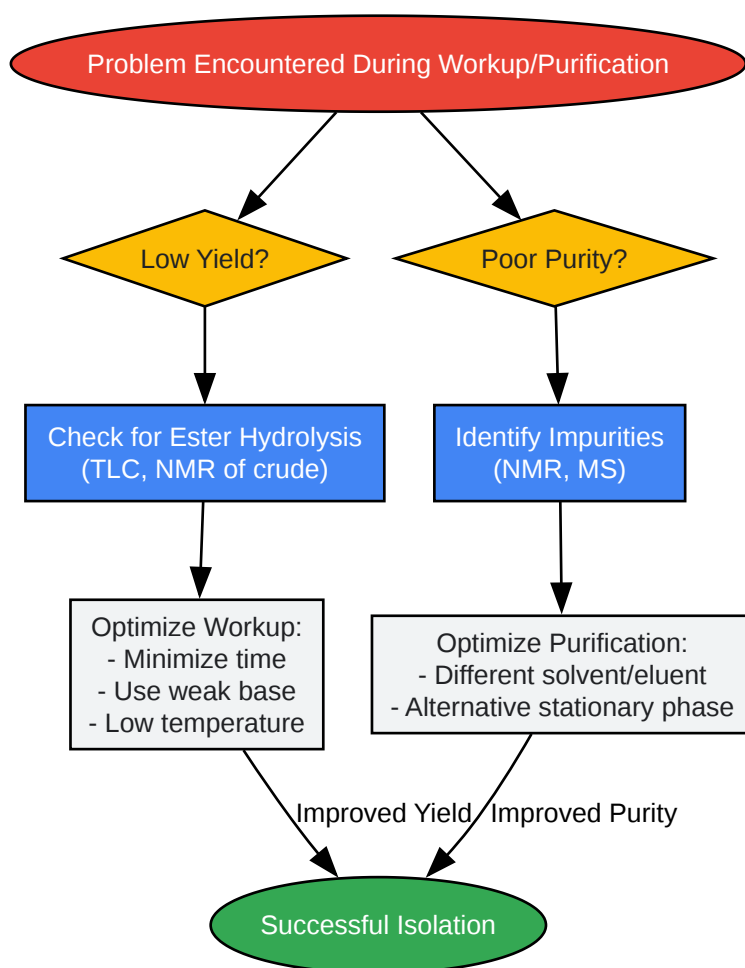 Problem Encountered During Workup/Purification
Low Yield?
Poor Purity?
Check for Ester Hydrolysis
(TLC, NMR of crude)
Identify Impurities
(NMR, MS)
Optimize Workup:
- Minimize time
- Use weak base
- Low temperature
Optimize Purification:
- Different solvent/eluent
- Alternative stationary phase
Improved Yield
Improved Purity
Successful Isolation